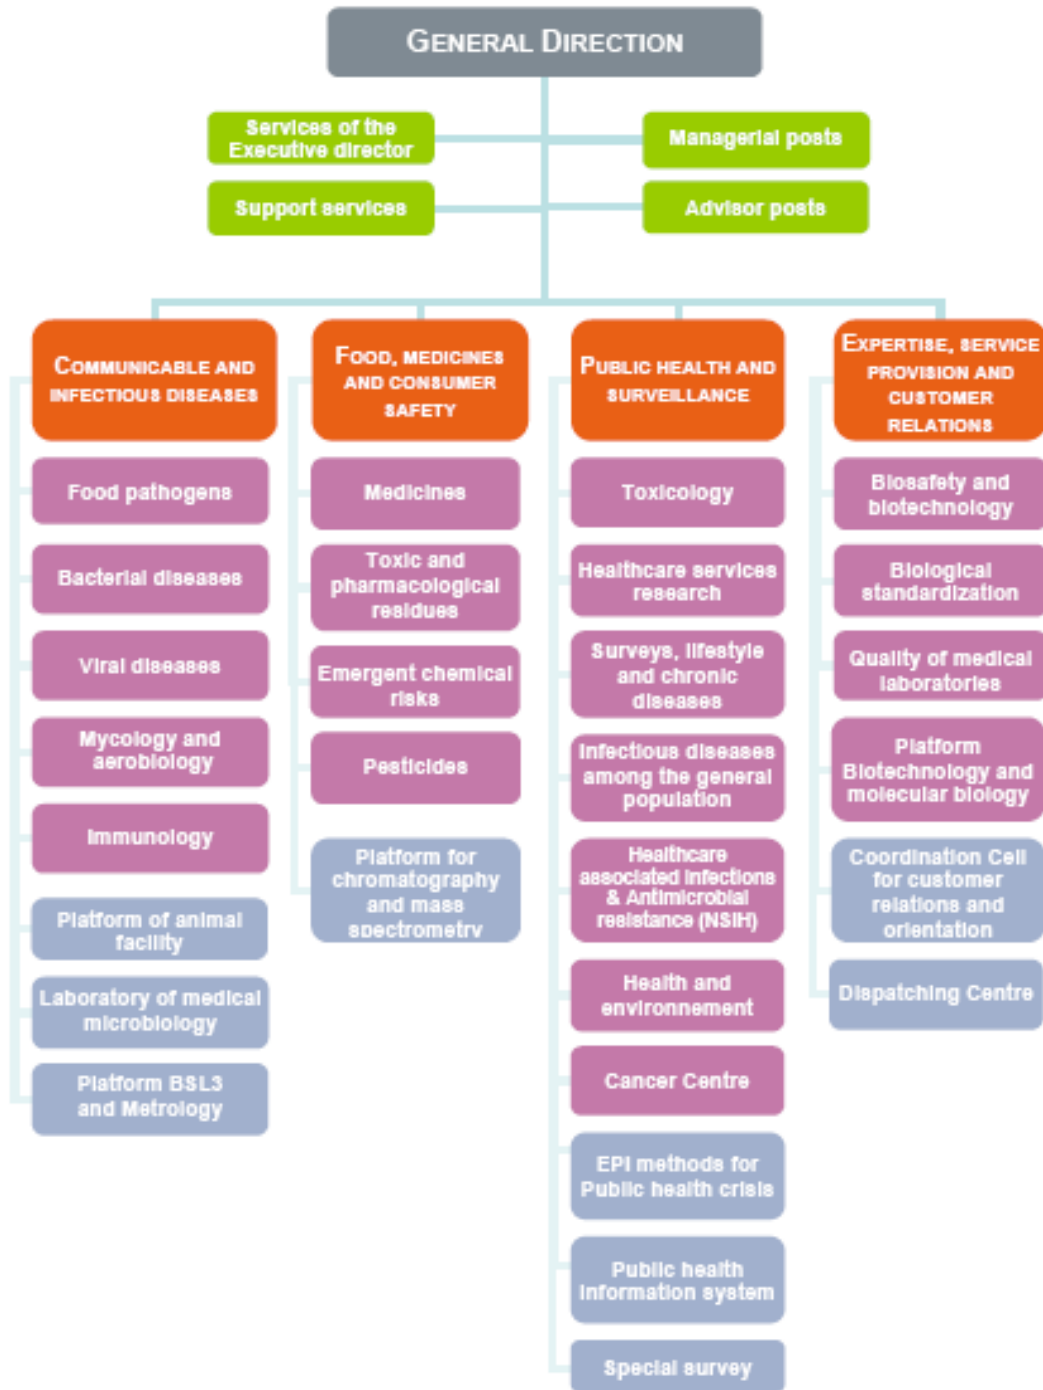 GENERAL DIRECTION
Services of the
Executive director
Managerial posts
Support services
Advisor posts
COMMUNICABLE AND
INFECTIOUS DISEASES
Food pathogens
Bacterial diseases
Viral diseases
Mycology and
aerobiology
Immunology
Platform of animal
facility
Laboratory of medical
microbiology
Platform BSL3
and Metrology
FOOD, MEDICINES
AND CONSUMER
SAFETY
Medicines
Toxic and
pharmacological
residues
Emergent chemical
risks
Pesticides
Platform for
chromatography
and mass
spectrometry
PUBLIC HEALTH AND
SURVEILLANCE
Toxicology
Healthcare services
research
Surveys, lifestyle
and chronic
diseases
Infectious diseases
among the general
population
Healthcare
associated infections
& Antimicrobial
resistance (NSIH)
Health and
environnement
Cancer Centre
EPI methods for
Public health crisis
Public health
information system
Special survey
EXPERTISE, SERVICE
PROVISION AND
CUSTOMER
RELATIONS
Biosafety and
biotechnology
Biological
standardization
Quality of medical
laboratories
Platform
Biotechnology and
molecular biology
Coordination Cell
for customer
relations and
orientation
Dispatching Centre